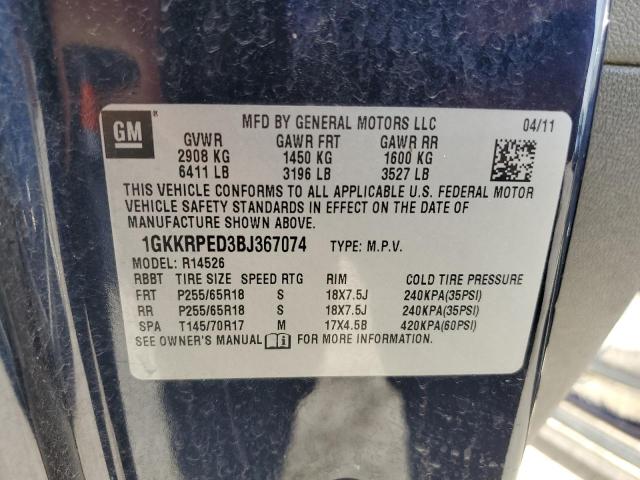 GM
MFD BY GENERAL MOTORS LLC 04/11
GVWR GAWR FRT GAWR RR
2908 KG 1450 KG 1600 KG
6411 LB 3196 LB 3527 LB
THIS VEHICLE CONFORMS TO ALL APPLICABLE U.S. FEDERAL MOTOR
VEHICLE SAFETY STANDARDS IN EFFECT ON THE DATE OF
MANUFACTURE SHOWN ABOVE.
1GKKRPED3BJ367074 TYPE: M.P.V.
MODEL: R14526
RBBT TIRE SIZE SPEED RTG RIM COLD TIRE PRESSURE
FRT P255/65R18 S 18X7.5J 240KPA(35PSI)
RR P255/65R18 S 18X7.5J 240KPA(35PSI)
SPA T145/70R17 M 17X4.5B 420KPA(60PSI)
SEE OWNER'S MANUAL FOR MORE INFORMATION.